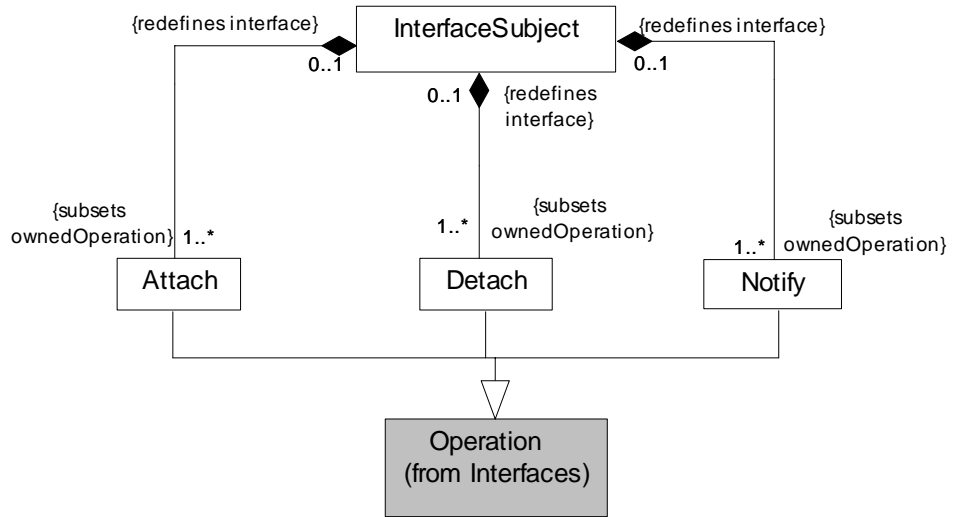 {redefines interface}
InterfaceSubject
{redefines interface}
0..1
0..1
0..1
{redefines
interface}
{subsets
ownedOperation}
1..*
1..*
{subsets
ownedOperation}
1..*
{subsets
ownedOperation}
Attach
Detach
Notify
Operation
(from Interfaces)